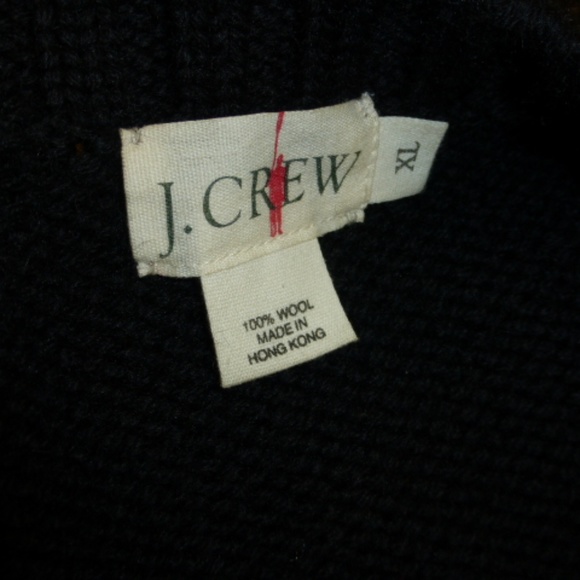 J. CREW
XL
100% WOOL
MADE IN
HONG KONG